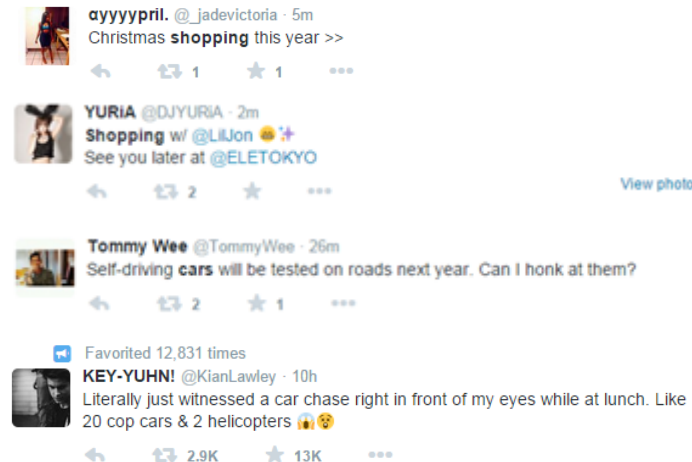 αyyyypril. @_jadevictoria · 5m
Christmas shopping this year >>
1 1
YURiA @DJYURiA · 2m
Shopping w/ @LilJon 😁✨
See you later at @ELETOKYO
View photo
2
Tommy Wee @TommyWee · 26m
Self-driving cars will be tested on roads next year. Can I honk at them?
2 1
Favorited 12,831 times
KEY-YUHN! @KianLawley · 10h
Literally just witnessed a car chase right in front of my eyes while at lunch. Like
20 cop cars & 2 helicopters 😱😲
2.9K 13K